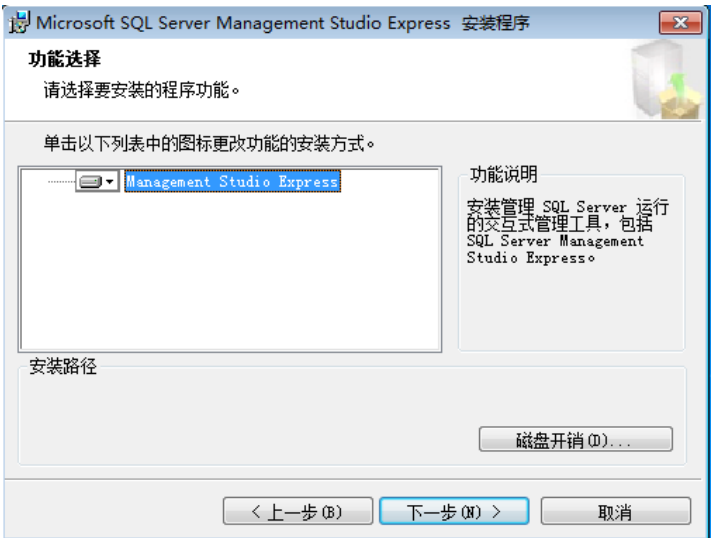 Microsoft SQL Server Management Studio Express 安装程序
功能选择
请选择要安装的程序功能。
单击以下列表中的图标更改功能的安装方式。
Management Studio Express
功能说明
安装管理 SQL Server 运行
的交互式管理工具，包括
SQL Server Management
Studio Express。
安装路径
磁盘开销(D)...
< 上一步(B)
下一步(N) >
取消